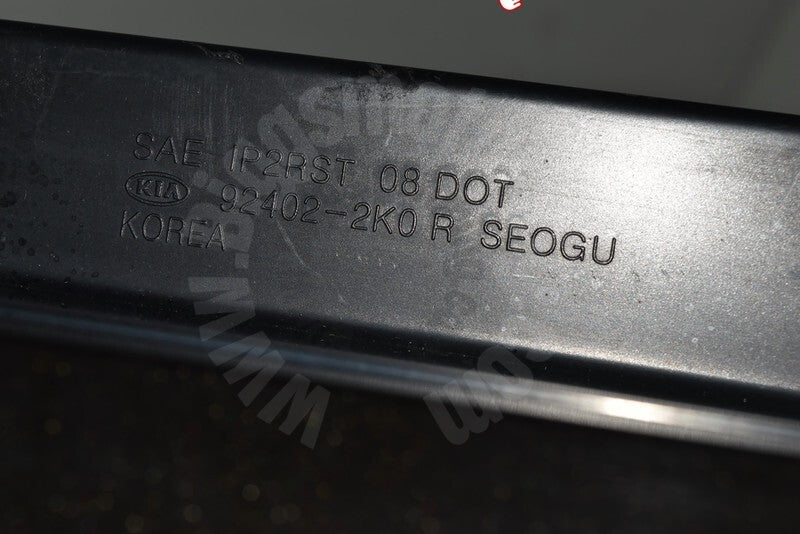 SAE IP2RST 08 DOT
KIA 92402-2K0 R SEOGU
KOREA